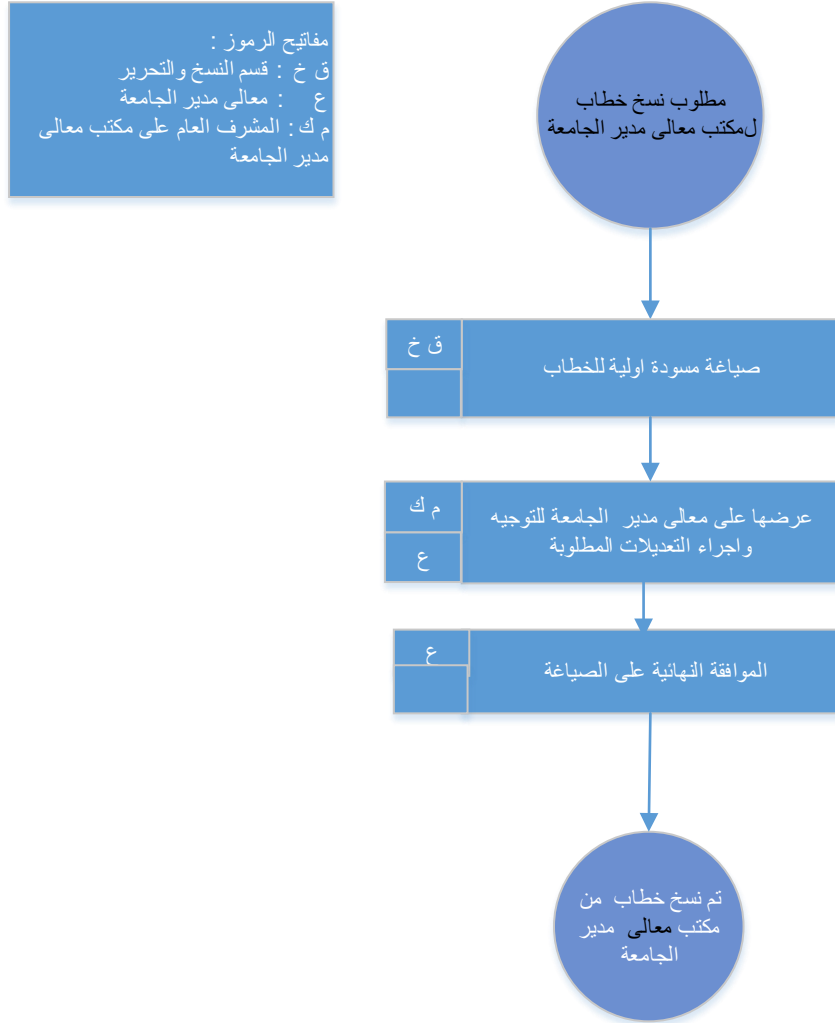 مفاتيح الرموز :
ق خ : قسم النسخ والتحرير
ع : معالى مدير الجامعة
م ك : المشرف العام على مكتب معالى
مدير الجامعة
مطلوب نسخ خطاب
لمكتب معالى مدير الجامعة
ق خ
صياغة مسودة اولية للخطاب
م ك
ع
عرضها على معالى مدير الجامعة للتوجيه
واجراء التعديلات المطلوبة
ع
الموافقة النهائية على الصياغة
تم نسخ خطاب من
مكتب معالى مدير
الجامعة